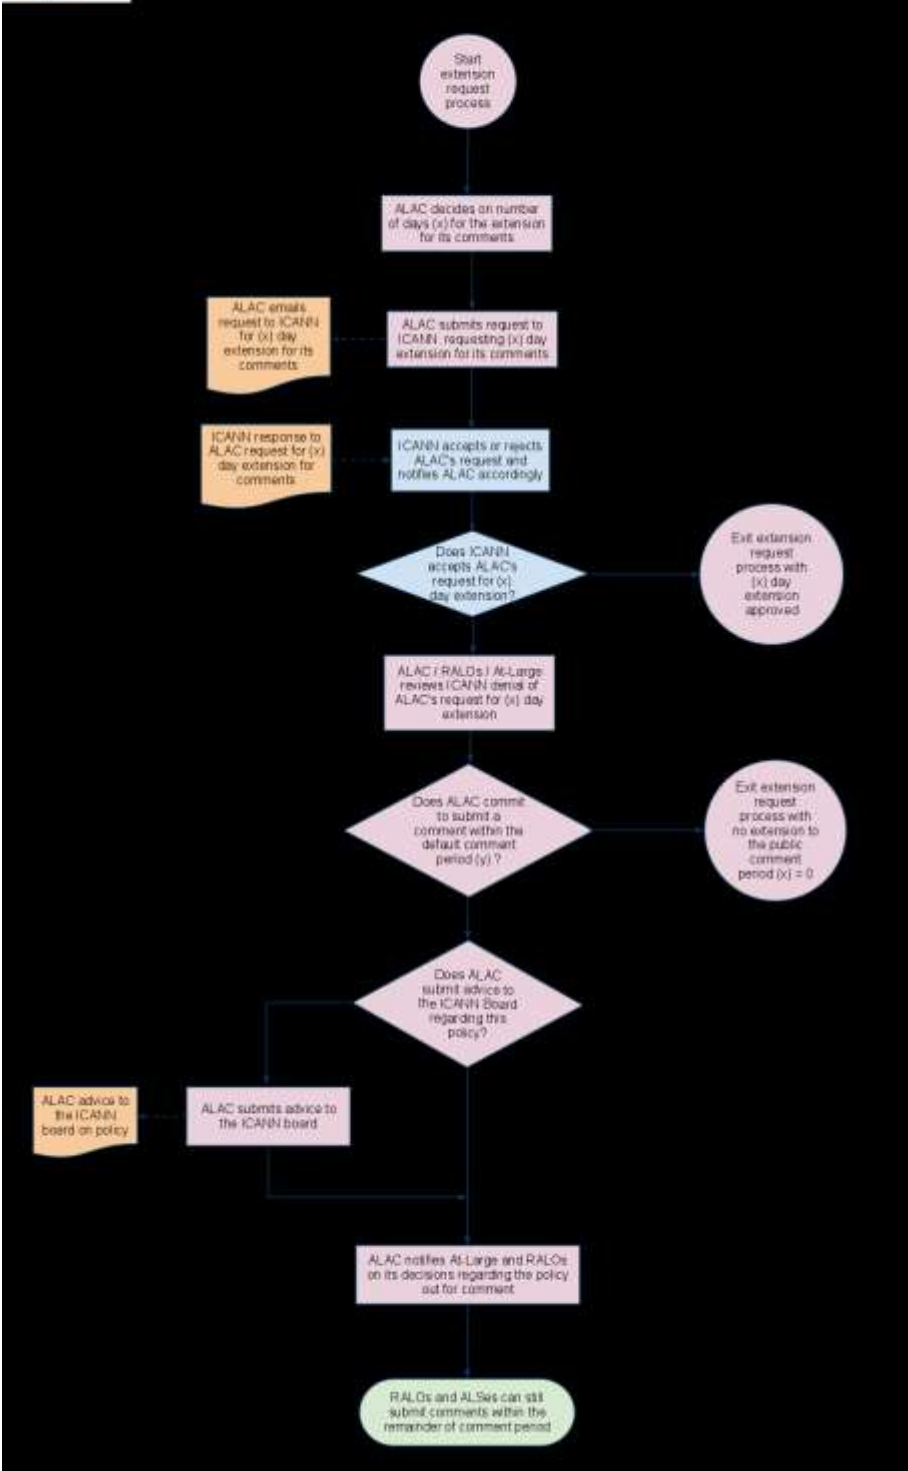 Start
extension
request
process
ALAC decides on number
of days (x) for the extension
for its comments
ALAC emails
request to ICANN
for (x) day
extension for its
comments
ALAC submits request to
ICANN requesting (x) day
extension for its comments
ICANN response to
ALAC request for (x)
day extension for
comments
ICANN accepts or rejects
ALAC's request and
notifies ALAC accordingly
Does ICANN
accepts ALAC's
request for (x)
day extension?
Exit extension
request
process with
(x) day
extension
approved
ALAC / RALOs / At-Large
reviews ICANN denial of
ALAC's request for (x) day
extension
Does ALAC commit
to submit a
comment within the
default comment
period (y) ?
Exit extension
request
process with
no extension to
the public
comment
period (x) = 0
Does ALAC
submit advice to
the ICANN Board
regarding this
policy?
ALAC advice to
the ICANN
board on policy
ALAC submits advice to
the ICANN board
ALAC notifies At-Large and RALOs
on its decisions regarding the policy
out for comment
RALOs and ALSes can still
submit comments within the
remainder of comment period